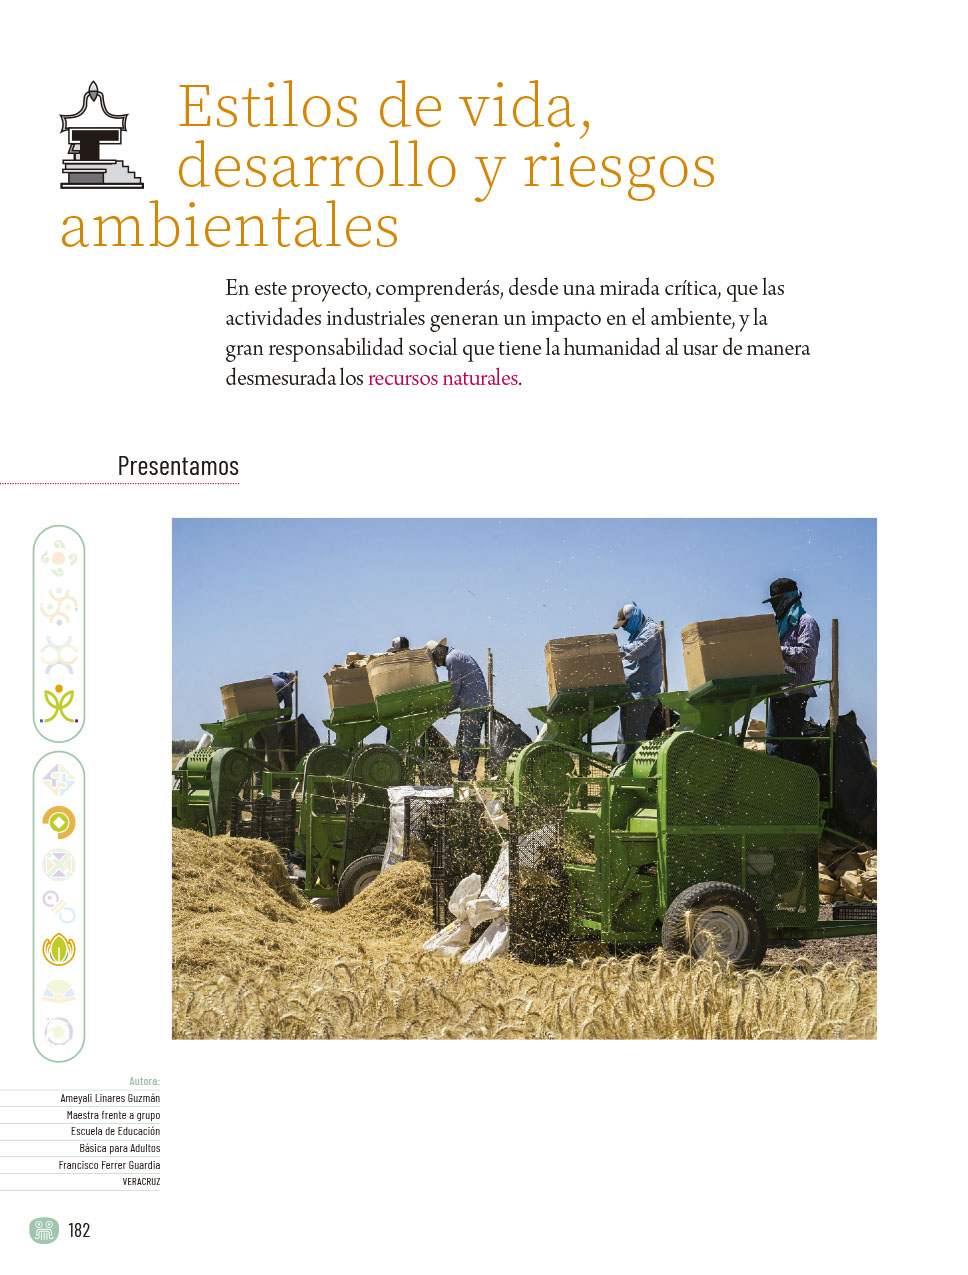 Estilos de vida,
desarrollo y riesgos
ambientales
En este proyecto, comprenderás, desde una mirada crítica, que las
actividades industriales generan un impacto en el ambiente, y la
gran responsabilidad social que tiene la humanidad al usar de manera
desmesurada los recursos naturales.
Presentamos
Autora:
Ameyali Linares Guzmán
Maestra frente a grupo
Escuela de Educación
Básica para Adultos
Francisco Ferrer Guardia
VERACRUZ
182